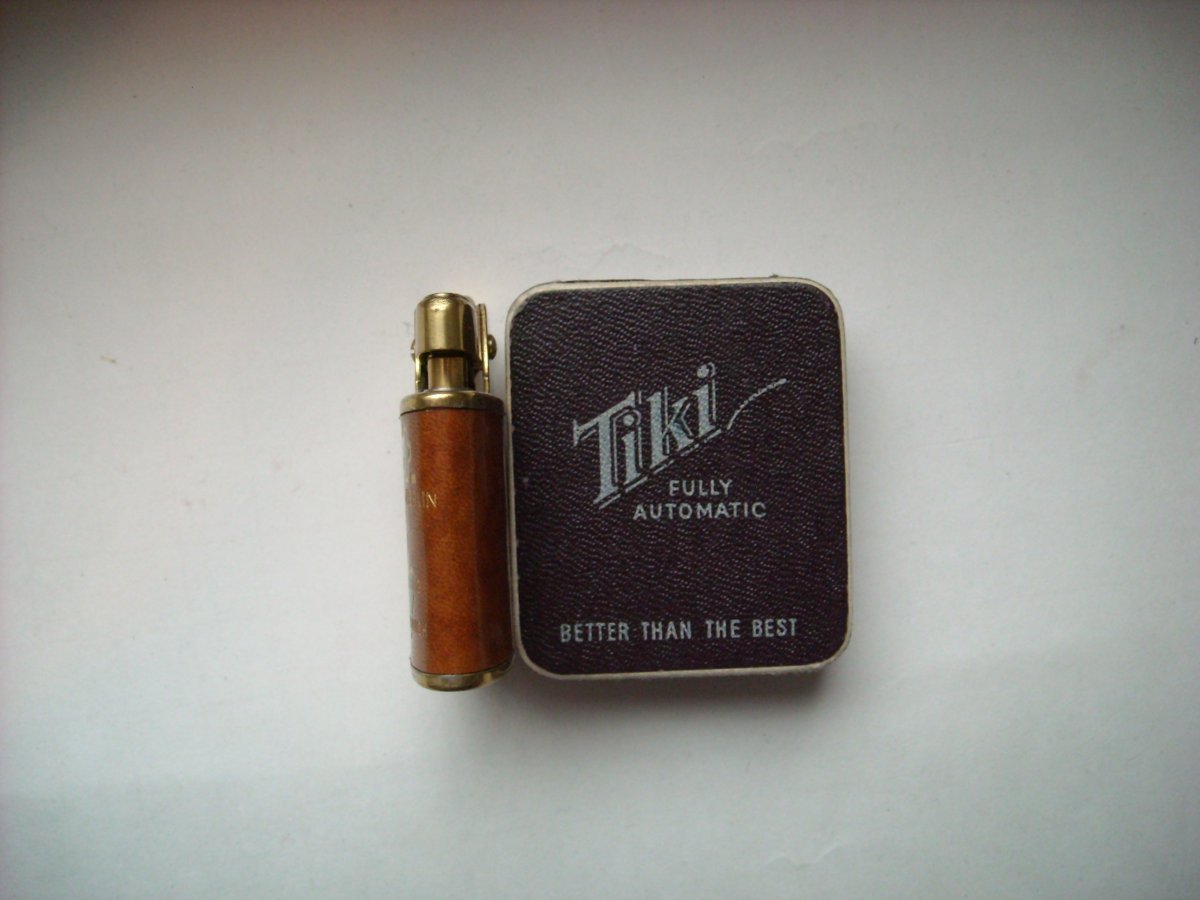 Tiki
FULLY
AUTOMATIC
BETTER THAN THE BEST